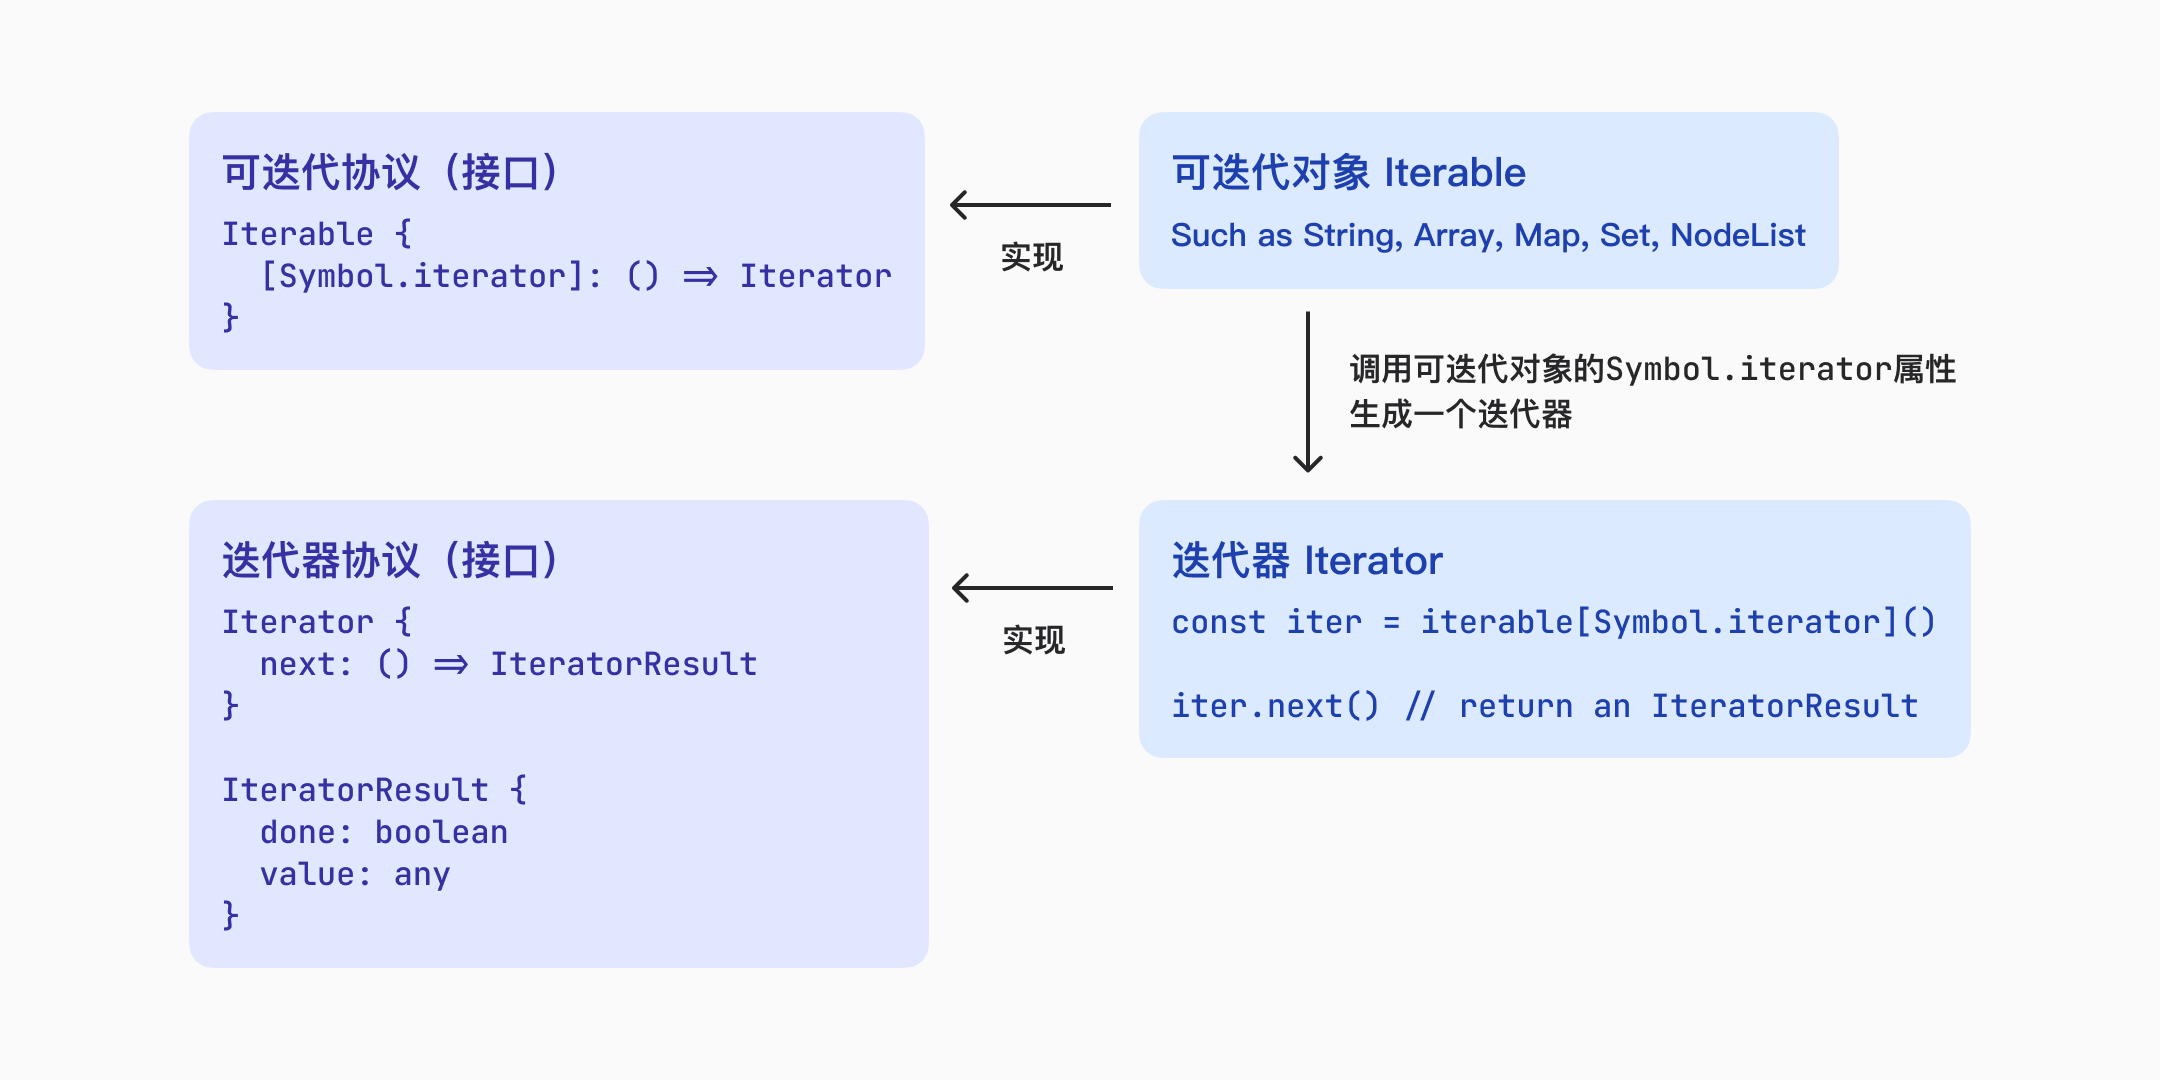 可迭代协议（接口）
Iterable {
  [Symbol.iterator]: () => Iterator
}
实现
可迭代对象 Iterable
Such as String, Array, Map, Set, NodeList
调用可迭代对象的Symbol.iterator属性
生成一个迭代器
迭代器协议（接口）
Iterator {
  next: () => IteratorResult
}
IteratorResult {
  done: boolean
  value: any
}
实现
迭代器 Iterator
const iter = iterable[Symbol.iterator]()
iter.next() // return an IteratorResult